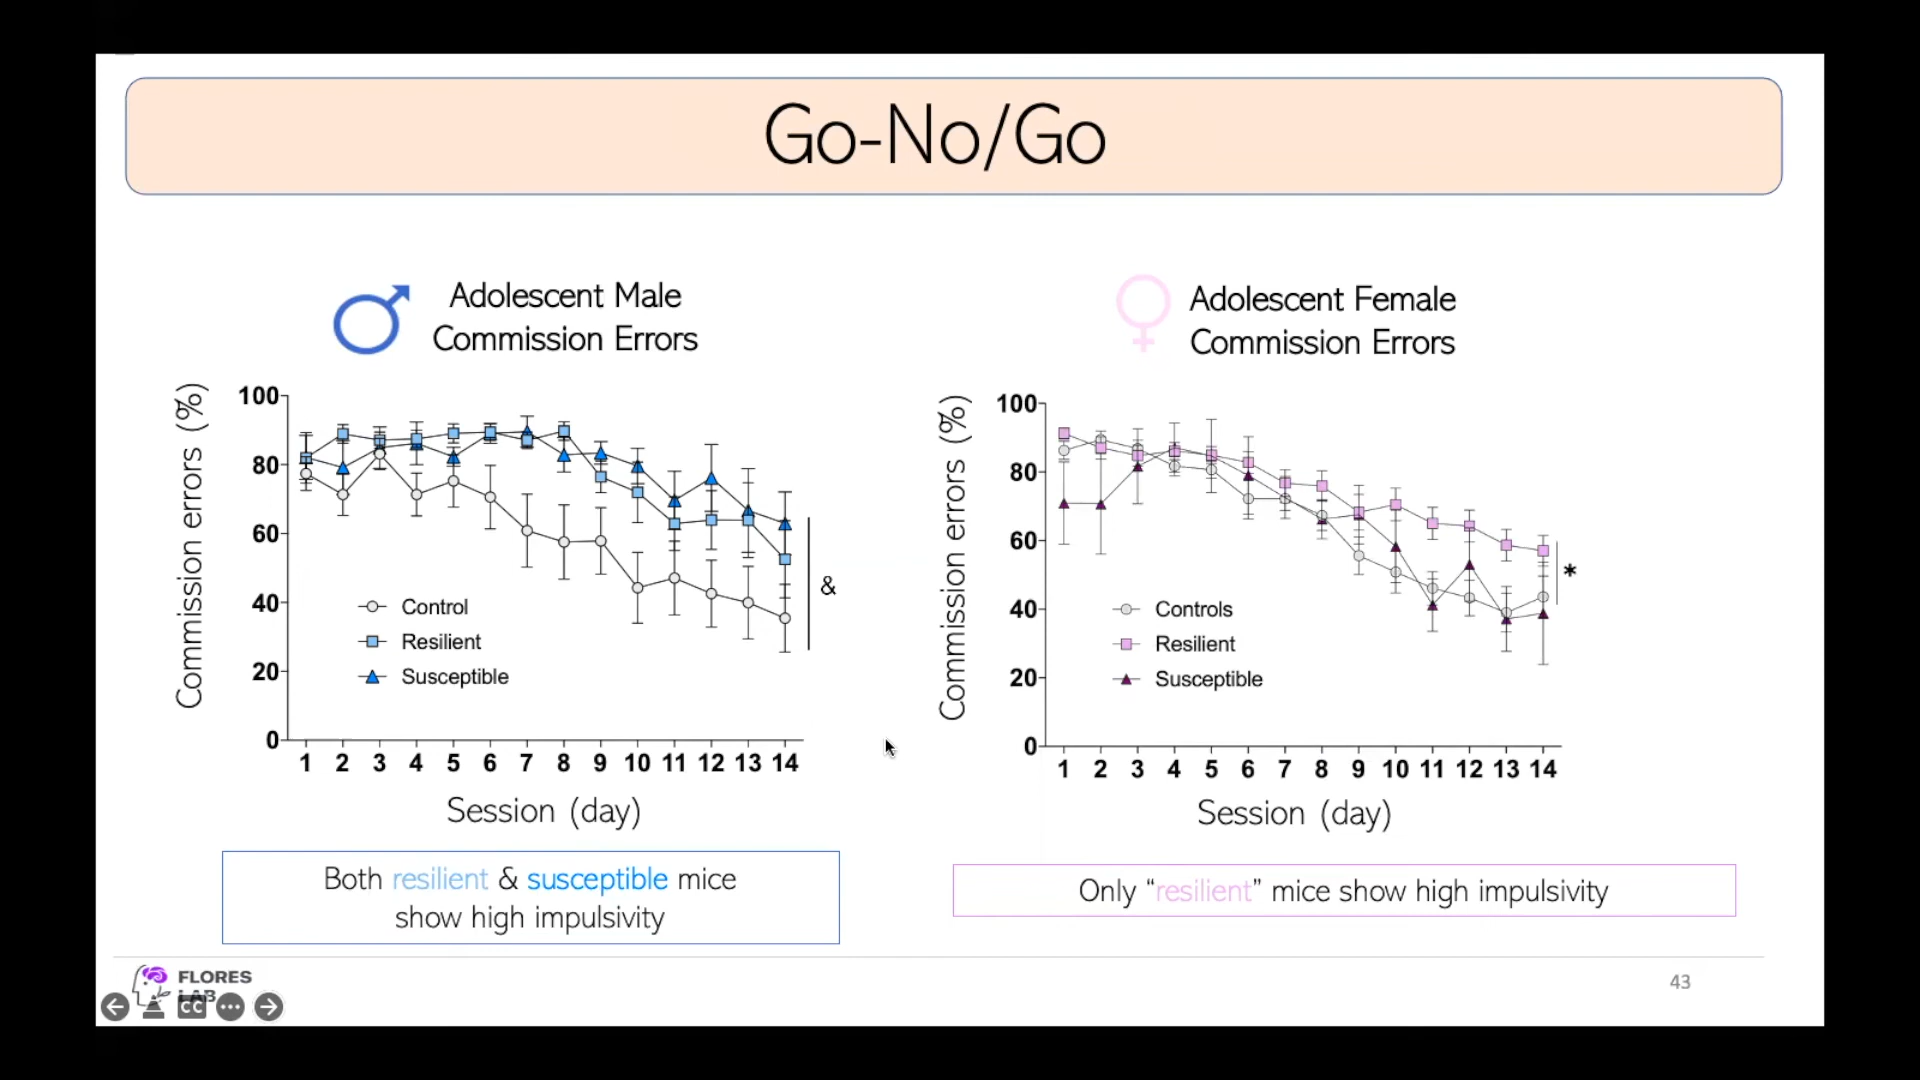 Go-No/Go
Adolescent Male
Commission Errors
Commission errors (%)
100
80
60
40
20
0
Control
Resilient
Susceptible
&
1 2 3 4 5 6 7 8 9 10 11 12 13 14
Session (day)
Both resilient & susceptible mice
show high impulsivity
Adolescent Female
Commission Errors
Commission errors (%)
100
80
60
40
20
0
Controls
Resilient
Susceptible
*
1 2 3 4 5 6 7 8 9 10 11 12 13 14
Session (day)
Only “resilient” mice show high impulsivity
FLORES
LAB
CC
43